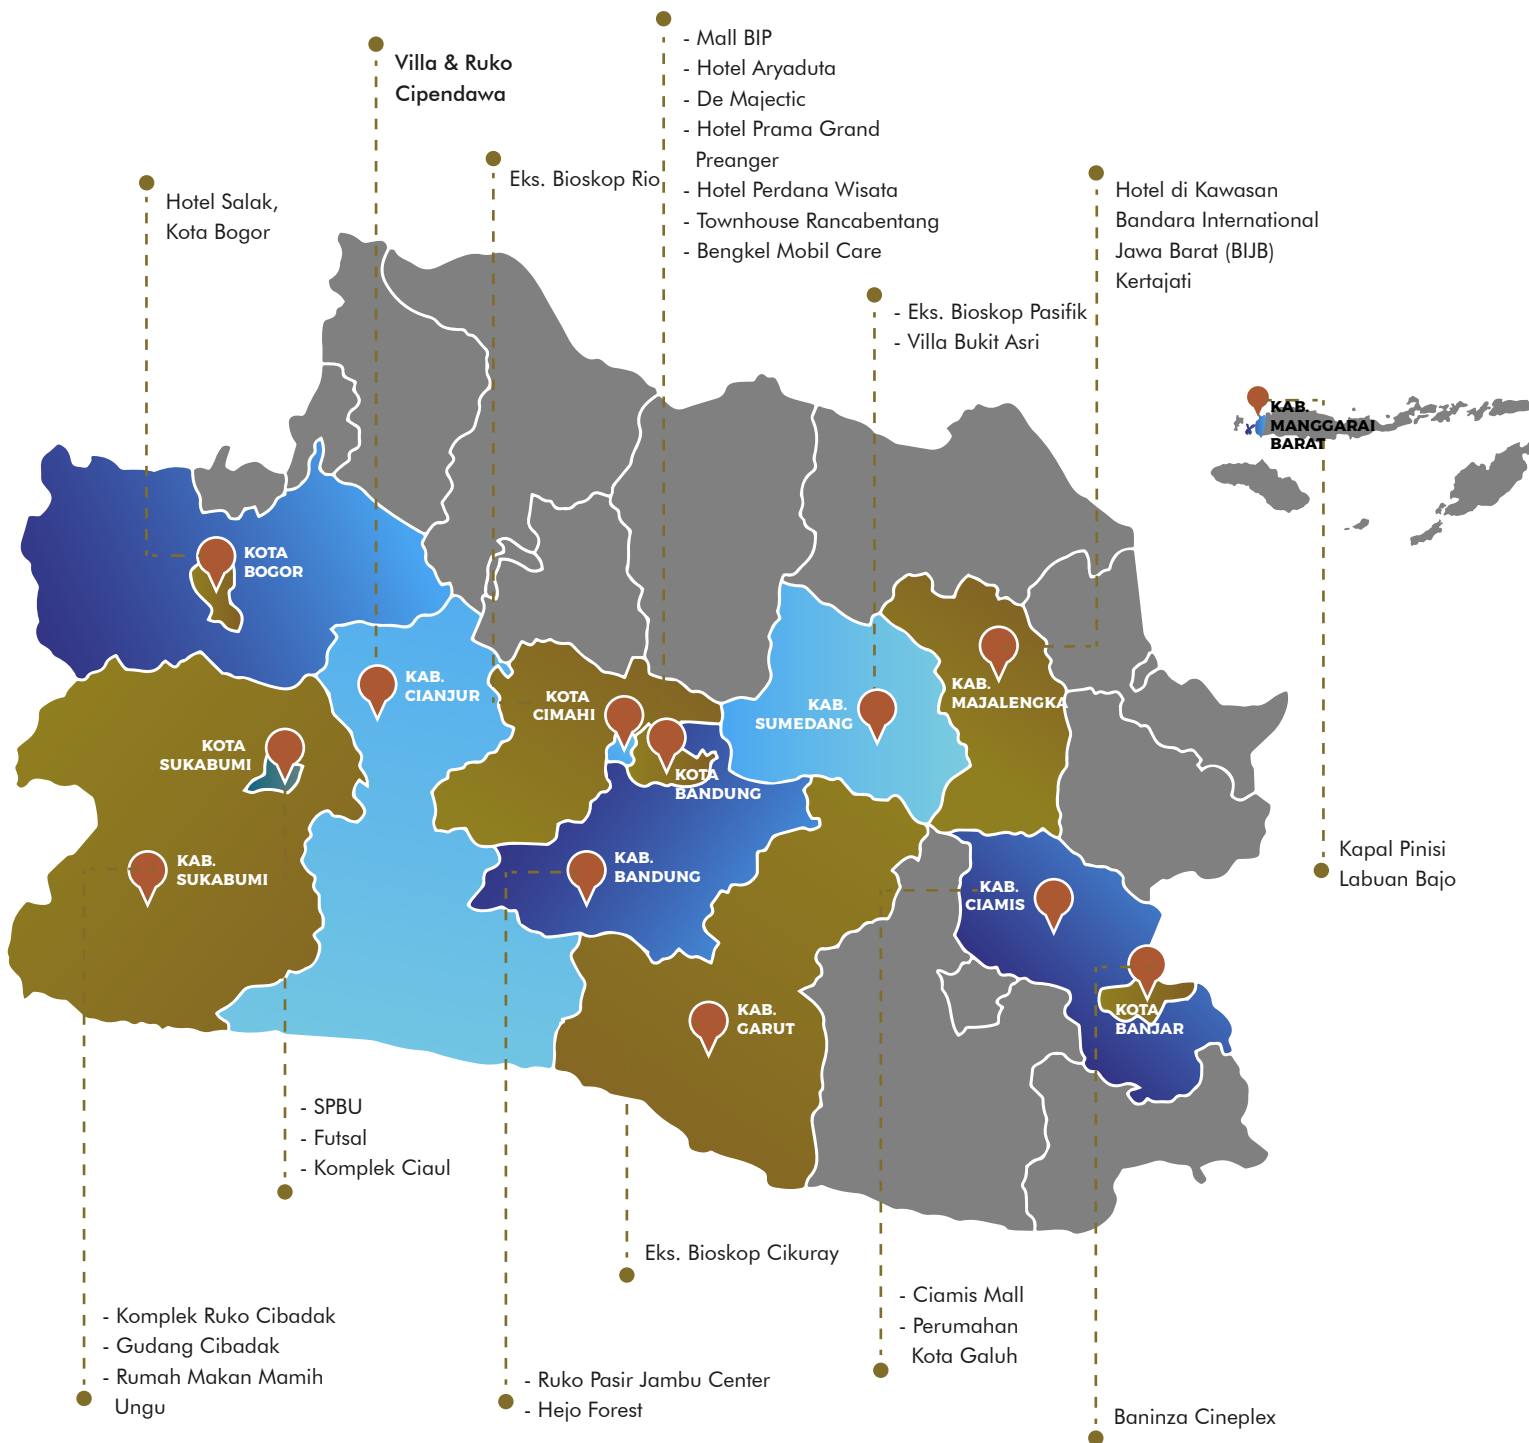 - Mall BIP
- Hotel Aryaduta
- De Majectic
- Hotel Prama Grand
Preanger
- Hotel Perdana Wisata
- Townhouse Rancabentang
- Bengkel Mobil Care
Villa & Ruko
Cipendawa
Eks. Bioskop Rio
Hotel Salak,
Kota Bogor
Hotel di Kawasan
Bandara International
Jawa Barat (BIJB)
Kertajati
- Eks. Bioskop Pasifik
- Villa Bukit Asri
KAB.
MANGGARAI
BARAT
KOTA
BOGOR
KAB.
CIANJUR
KOTA
CIMAHI
KAB.
SUMEDANG
KAB.
MAJALENGKA
KOTA
SUKABUMI
KOTA
BANDUNG
KAB.
SUKABUMI
KAB.
BANDUNG
KAB.
CIAMIS
Kapal Pinisi
Labuan Bajo
KAB.
GARUT
KOTA
BANJAR
- SPBU
- Futsal
- Komplek Ciaul
Eks. Bioskop Cikuray
- Komplek Ruko Cibadak
- Gudang Cibadak
- Rumah Makan Mamih
Ungu
- Ruko Pasir Jambu Center
- Hejo Forest
- Ciamis Mall
- Perumahan
Kota Galuh
Baninza Cineplex